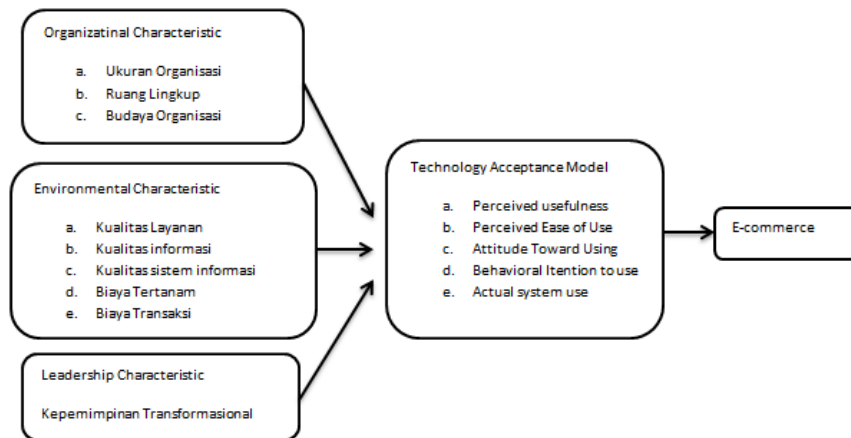 Organizatinal Characteristic
a. Ukuran Organisasi
b. Ruang Lingkup
c. Budaya Organisasi
Environmental Characteristic
a. Kualitas Layanan
b. Kualitas informasi
c. Kualitas sistem informasi
d. Biaya Tertanam
e. Biaya Transaksi
Leadership Characteristic
Kepemimpinan Transformasional
Technology Acceptance Model
a. Perceived usefulness
b. Perceived Ease of Use
c. Attitude Toward Using
d. Behavioral Itention to use
e. Actual system use
E-commerce